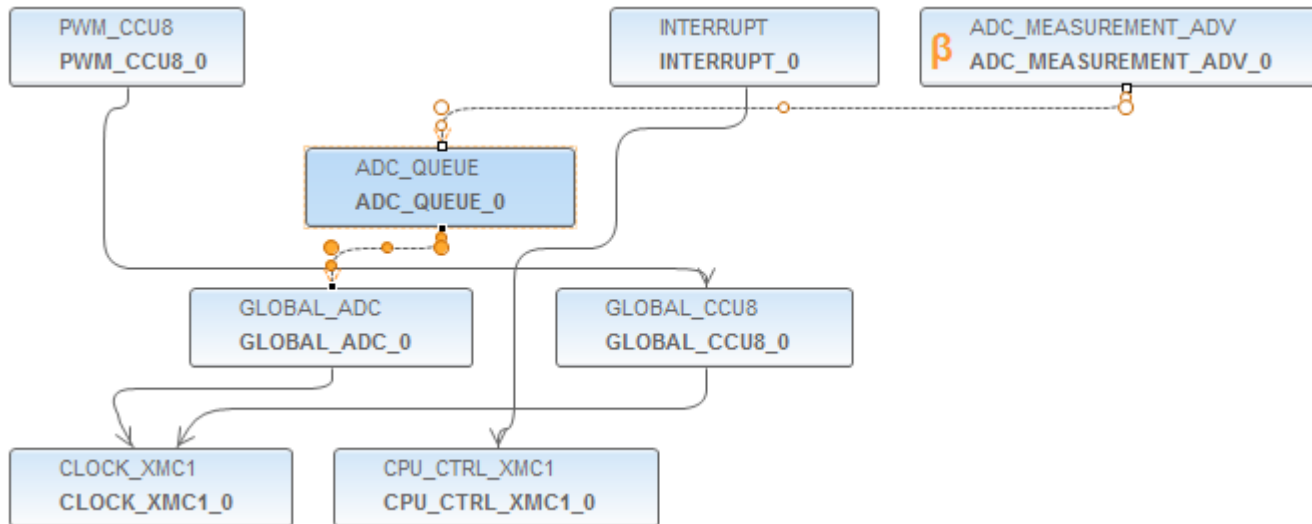 PWM_CCU8
PWM_CCU8_0
INTERRUPT
INTERRUPT_0
β
ADC_MEASUREMENT_ADV
ADC_MEASUREMENT_ADV_0
ADC_QUEUE
ADC_QUEUE_0
GLOBAL_ADC
GLOBAL_ADC_0
GLOBAL_CCU8
GLOBAL_CCU8_0
CLOCK_XMC1
CLOCK_XMC1_0
CPU_CTRL_XMC1
CPU_CTRL_XMC1_0